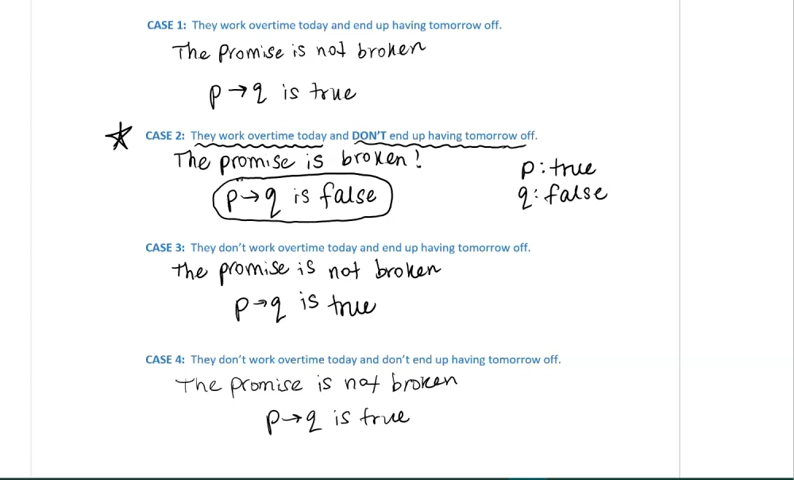 CASE 1: They work overtime today and end up having tomorrow off.
The Promise is not broken
p→q is true
CASE 2: They work overtime today and DON'T end up having tomorrow off.
The promise is broken!
p:true
p→q is false
q:false
CASE 3: They don't work overtime today and end up having tomorrow off.
The promise is not broken
p→q is true
CASE 4: They don't work overtime today and don't end up having tomorrow off.
The promise is not broken
p→q is true